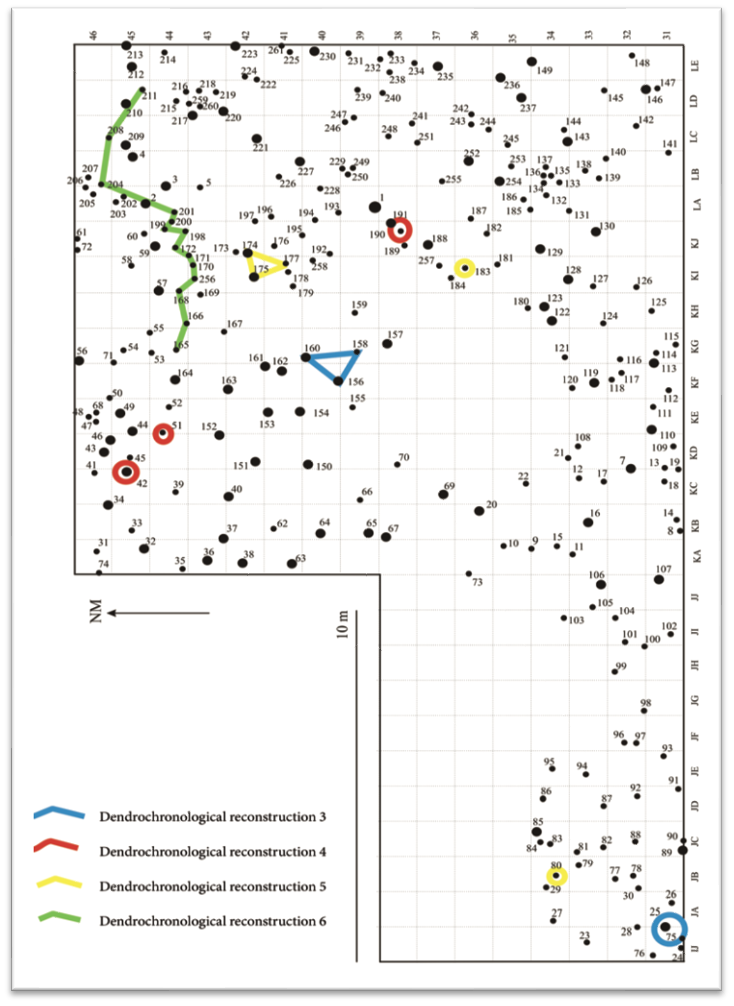 46 45 44 43 42 41 40 39 38 37 36 35 34 33 32 31
213 214 223 261 225 230 231 233 232 238 234 235 149 148 LE
212 224 222 236
211 216 218 219 239 240 237 145 146 147 LD
210 215 259 260 217 220 247 246 241 242 243 244 144 142
208 209 221 248 251 245 143 LC
4 227 229 249 250 252 253 137 140 141
207 206 204 3 5 226 228 255 254 136 135 133 138 139 LB
205 202 203 2 201 197 196 194 193 1 191 187 186 134 132 185 131 LA
61 72 60 199 200 198 195 190 182 130
59 172 173 174 176 192 189 188 129 KJ
58 171 170 175 177 258 257 183 181
57 256 178 179 184 128 127 126 KI
168 169 159 180 123 125
166 167 122 124 KH
55 157 115
56 54 71 53 165 161 162 160 158 121 116 114 113 KG
164 163 156 120 119 118 117 112 KF
50 52 155 111
48 68 47 49 51 153 154 KE
46 44 152 108 110 109
43 45 151 150 70 21 7 13 19 KD
41 42 39 40 66 69 22 12 17 18 KC
34 20 16 14
33 37 62 64 65 67 8 KB
31 32 36 38 63 10 9 15 11 KA
74 35 73 106 107
NM 105 JJ
10 m 103 104 102
101 100 JI
99 JH
98 JG
96 97 93 JF
95 94 91 JE
86 87 92 JD
85 84 83 81 82 88 90 89 JC
80 79 77 78 JB
29 30 26
27 25 28 JA
23 75 76 24 IJ
Dendrochronological reconstruction 3
Dendrochronological reconstruction 4
Dendrochronological reconstruction 5
Dendrochronological reconstruction 6